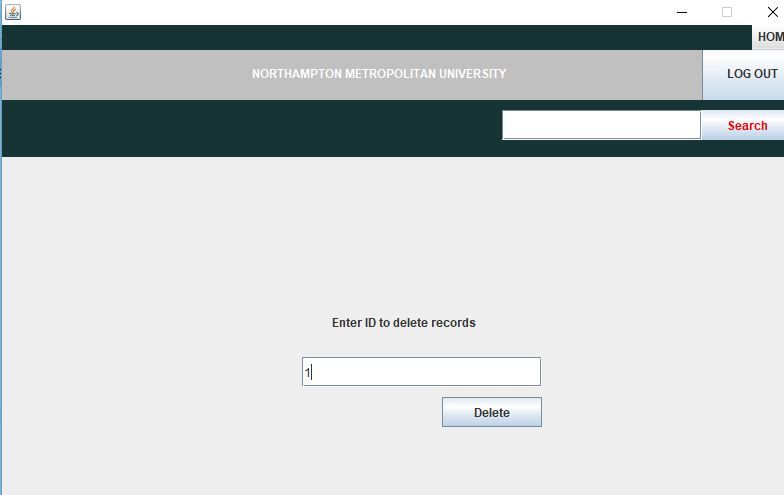 HOM
NORTHAMPTON METROPOLITAN UNIVERSITY
LOG OUT
Search
Enter ID to delete records
1
Delete